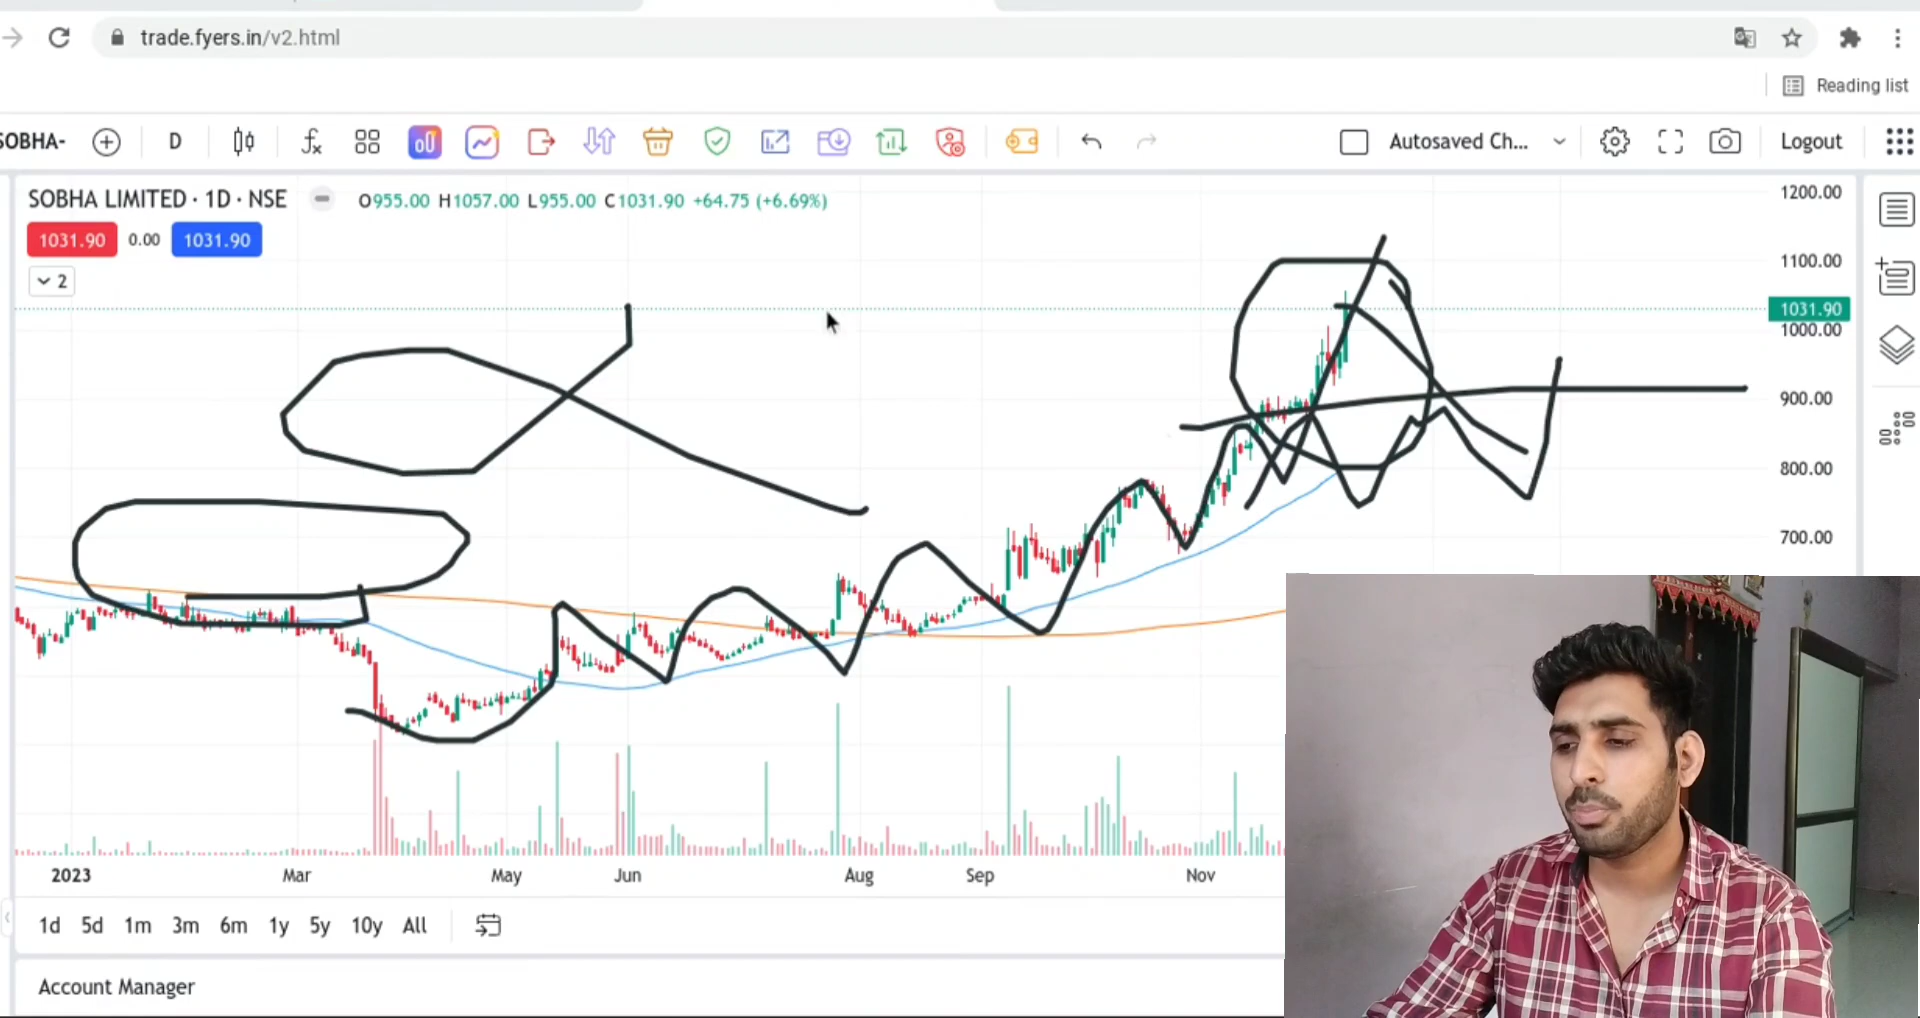 trade.fyers.in/v2.html
Reading list
SOBHA-
D
Autosaved Ch...
Logout
SOBHA LIMITED · 1D · NSE
O955.00 H1057.00 L955.00 C1031.90 +64.75 (+6.69%)
1031.90 0.00 1031.90
2
1200.00
1100.00
1031.90
1000.00
900.00
800.00
700.00
2023 Mar May Jun Aug Sep Nov
1d 5d 1m 3m 6m 1y 5y 10y All
Account Manager